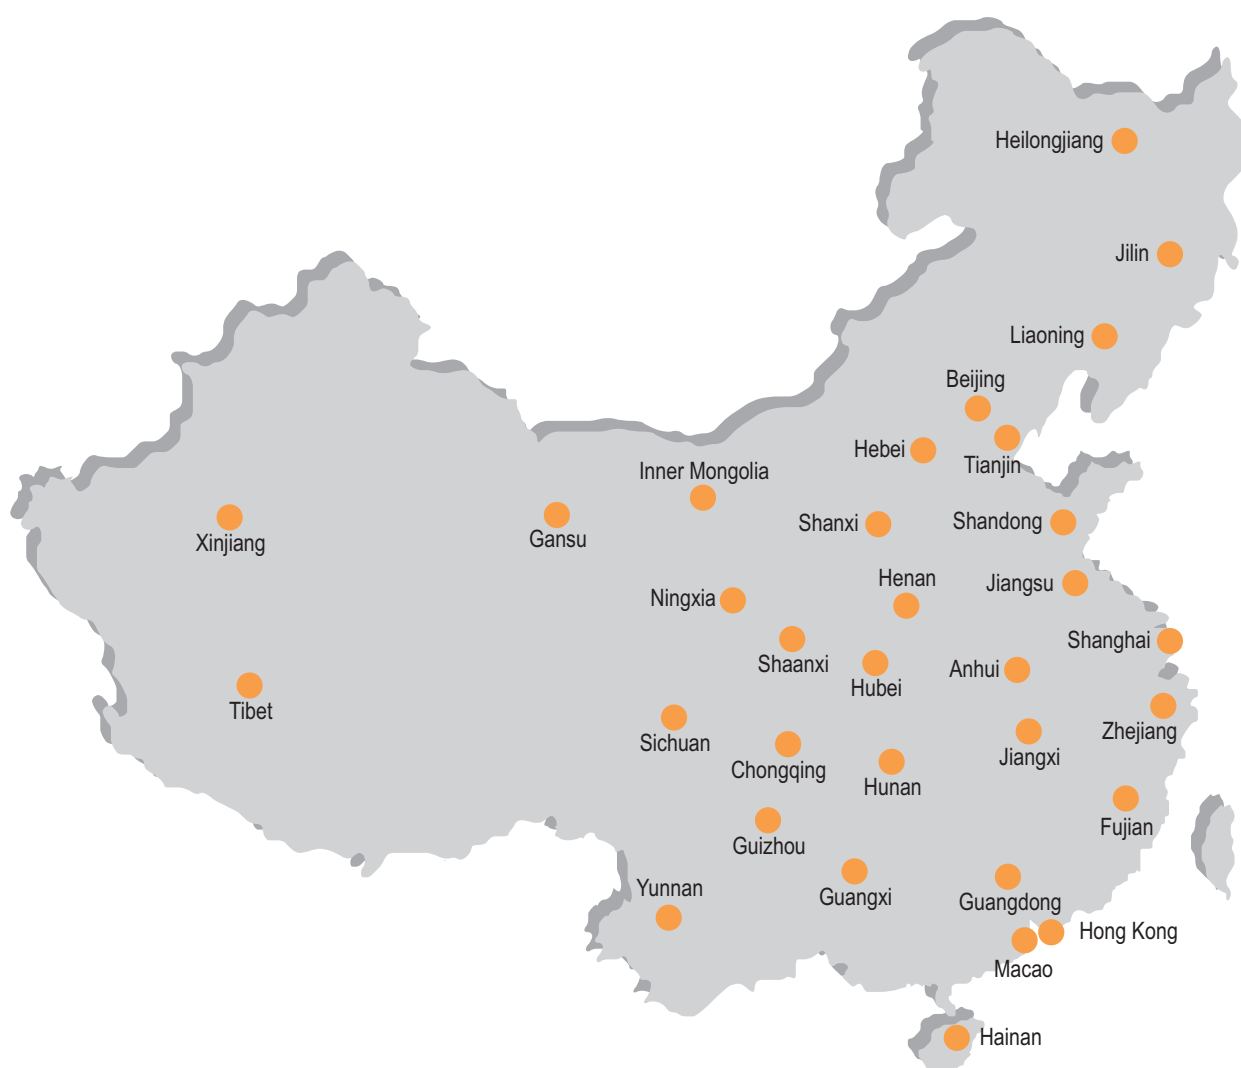 Heilongjiang
Jilin
Liaoning
Beijing
Hebei
Tianjin
Inner Mongolia
Shanxi
Shandong
Xinjiang
Gansu
Henan
Jiangsu
Ningxia
Shanghai
Shaanxi
Hubei
Anhui
Tibet
Zhejiang
Sichuan
Jiangxi
Chongqing
Hunan
Fujian
Guizhou
Yunnan
Guangxi
Guangdong
Hong Kong
Macao
Hainan